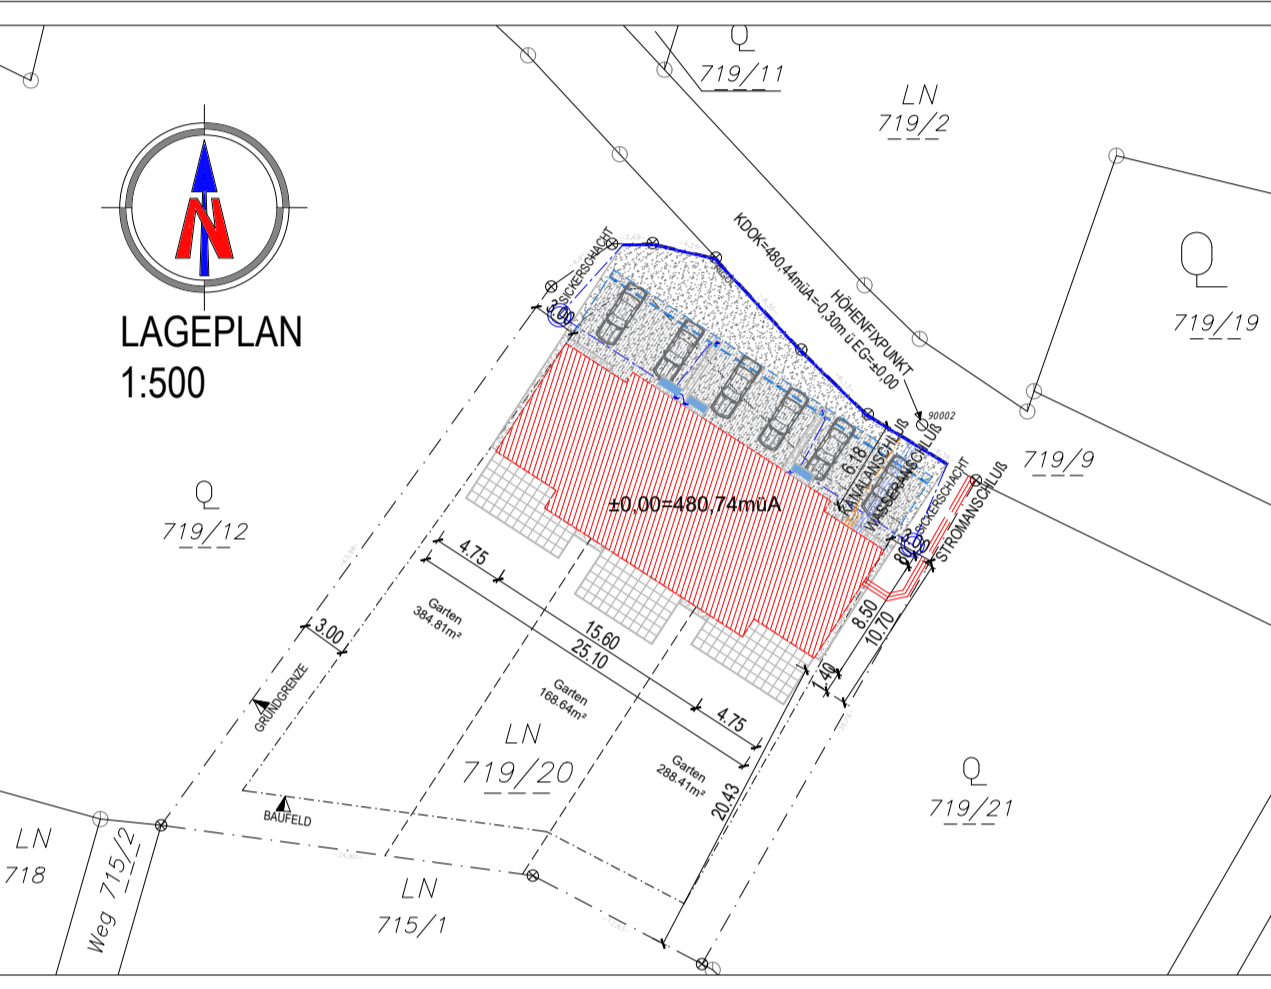 719/11
LN
719/2
719/19
N
LAGEPLAN
1:500
SICKERSCHACHT
3.00
KDOK=480,44müA=-0,30m ü EG=±0,00
HÖHENFIXPUNKT
90002
719/9
719/12
±0,00=480,74müA
6.18
KANALANSCHLUß
WASSERANSCHLUß
SICKERSCHACHT
STROMANSCHLUß
3.00
4.75
15.60
25.10
4.75
8.50
10.70
1.40
20.43
3.00
GRUNDGRENZE
BAUFELD
Garten
384.81m²
Garten
168.64m²
Garten
288.41m²
LN
719/20
719/21
LN
718
Weg 715/2
LN
715/1